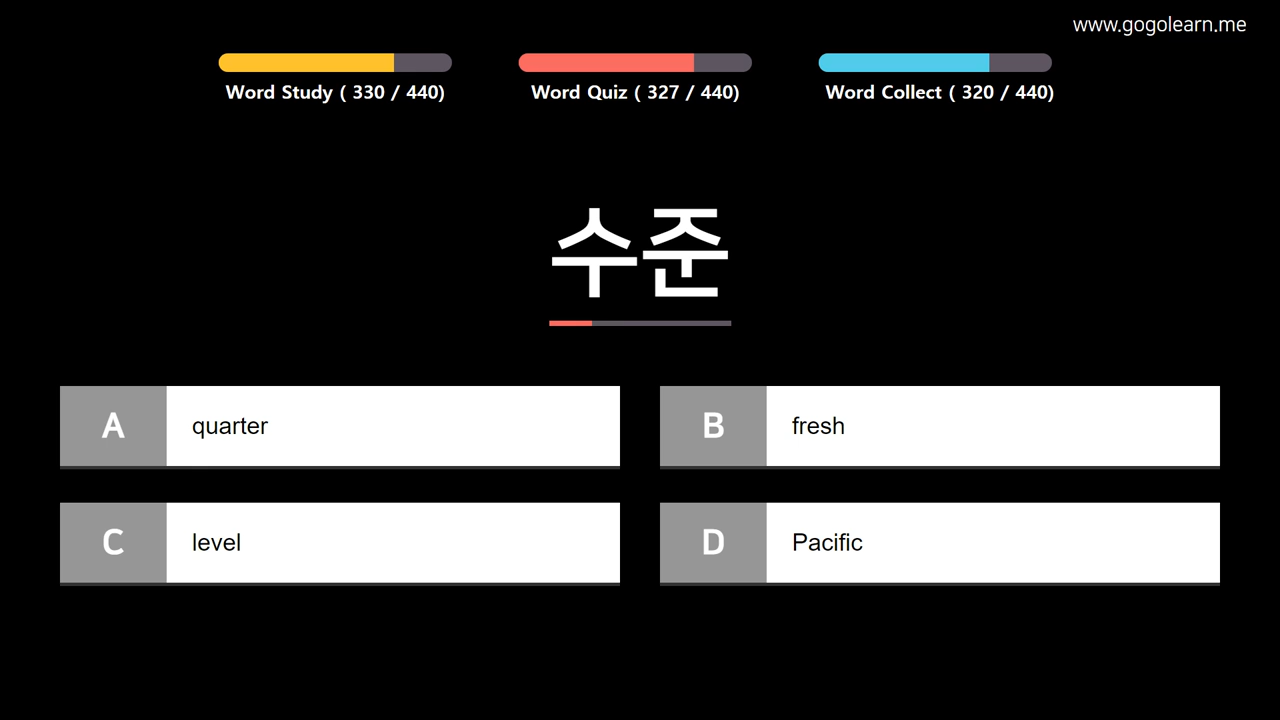 www.gogolearn.me
Word Study ( 330 / 440)
Word Quiz ( 327 / 440)
Word Collect ( 320 / 440)
수준
A quarter
B fresh
C level
D Pacific